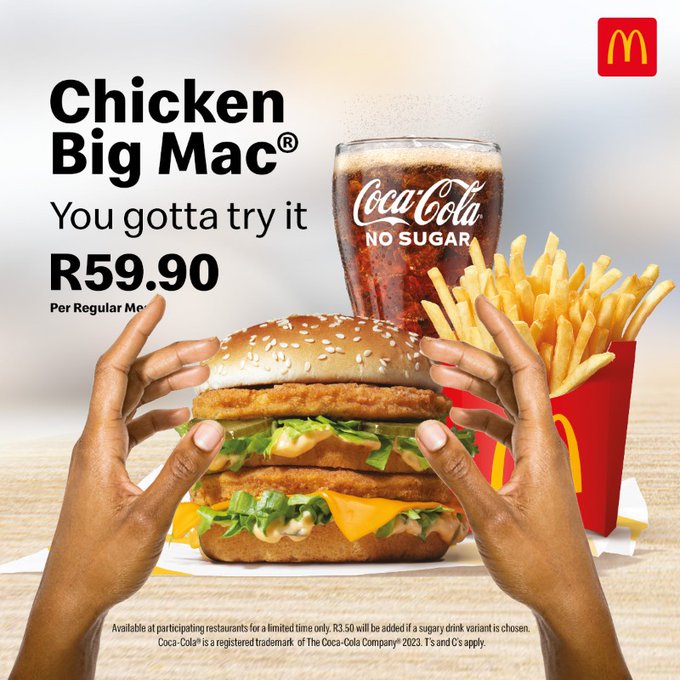 Chicken
Big Mac®
You gotta try it
R59.90
Per Regular
Coca-Cola
NO SUGAR
Available at participating restaurants for a limited time only. R3.50 will be added if a sugary drink variant is chosen.
Coca-Cola® is a registered trademark of The Coca-Cola Company® 2023. T's and C's apply.